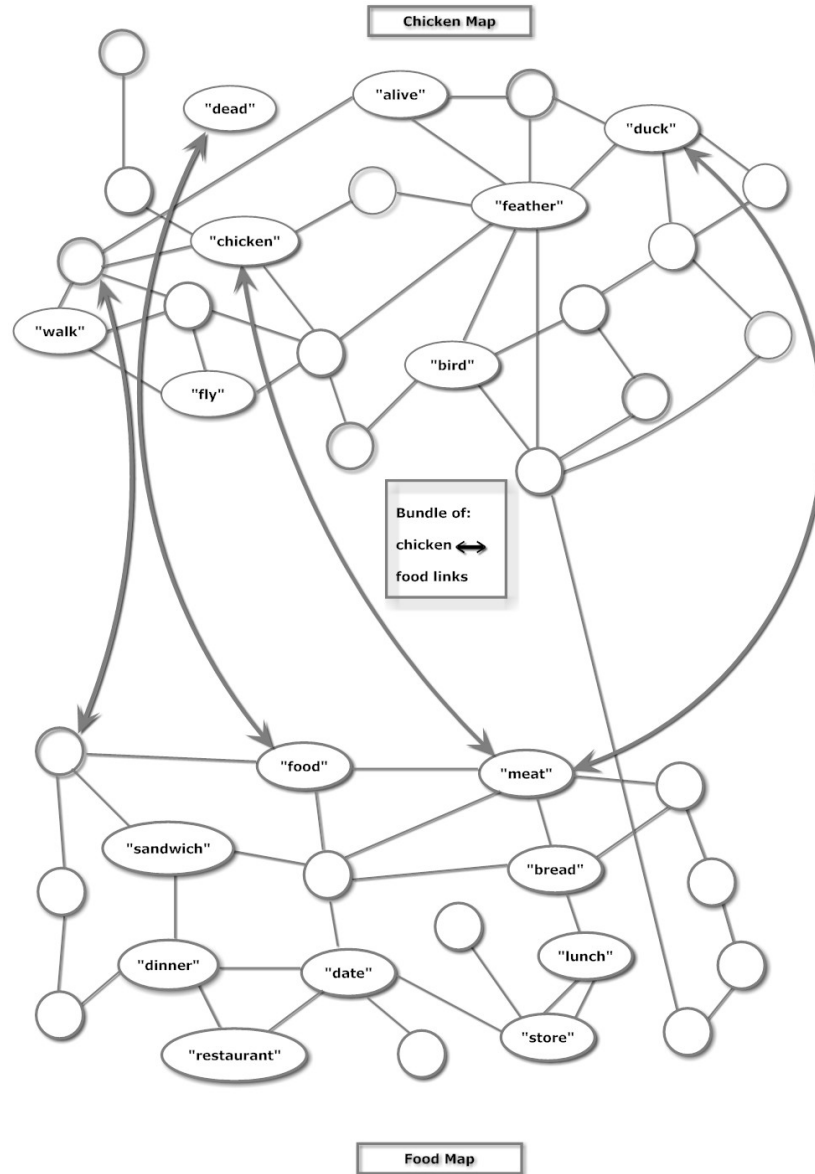 Chicken Map
"dead"
"alive"
"duck"
"feather"
"chicken"
"walk"
"bird"
"fly"
Bundle of:
chicken ↔
food links
"food"
"meat"
"sandwich"
"bread"
"dinner"
"date"
"lunch"
"store"
"restaurant"
Food Map